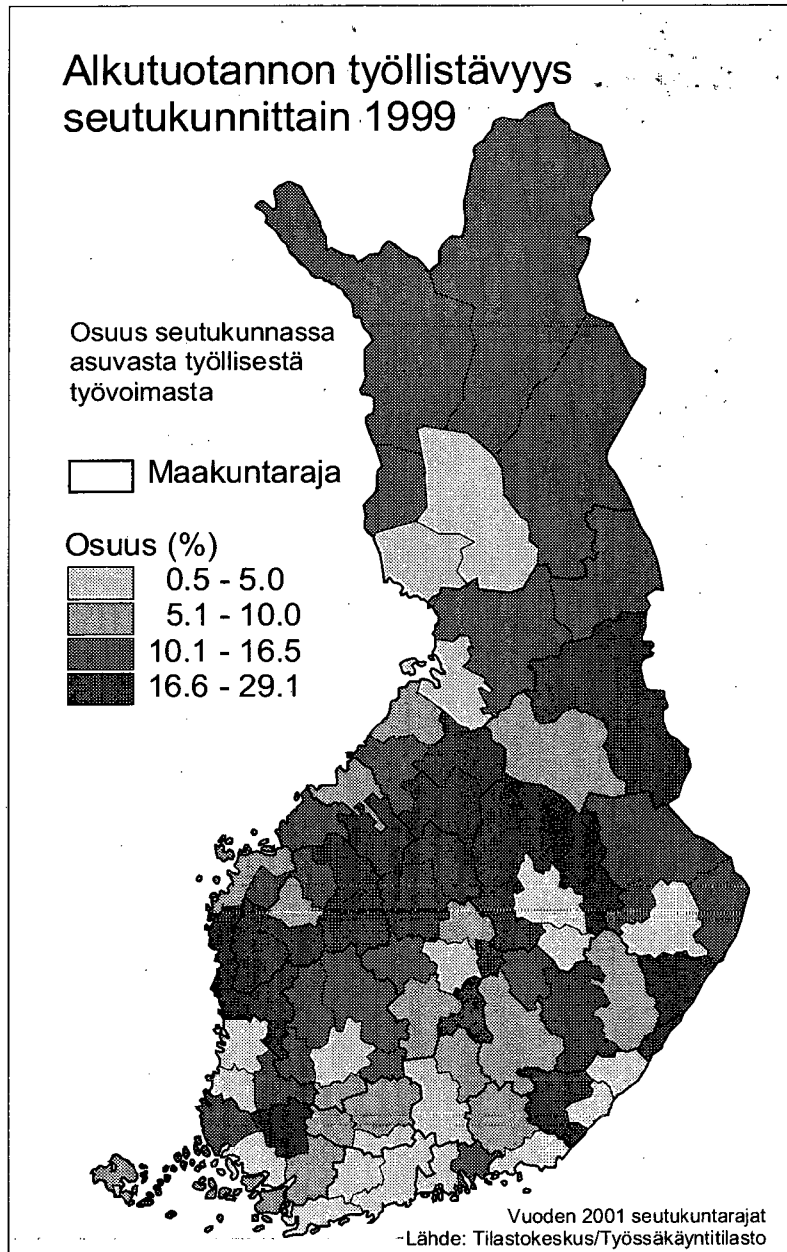 Alkutuotannon työllistävyys
seutukunnittain 1999
Osuus seutukunnassa
asuvasta työllisestä
työvoimasta
Maakuntaraja
Osuus (%)
0.5 - 5.0
5.1 - 10.0
10.1 - 16.5
16.6 - 29.1
Vuoden 2001 seutukuntarajat
Lähde: Tilastokeskus/Työssäkäyntitilasto